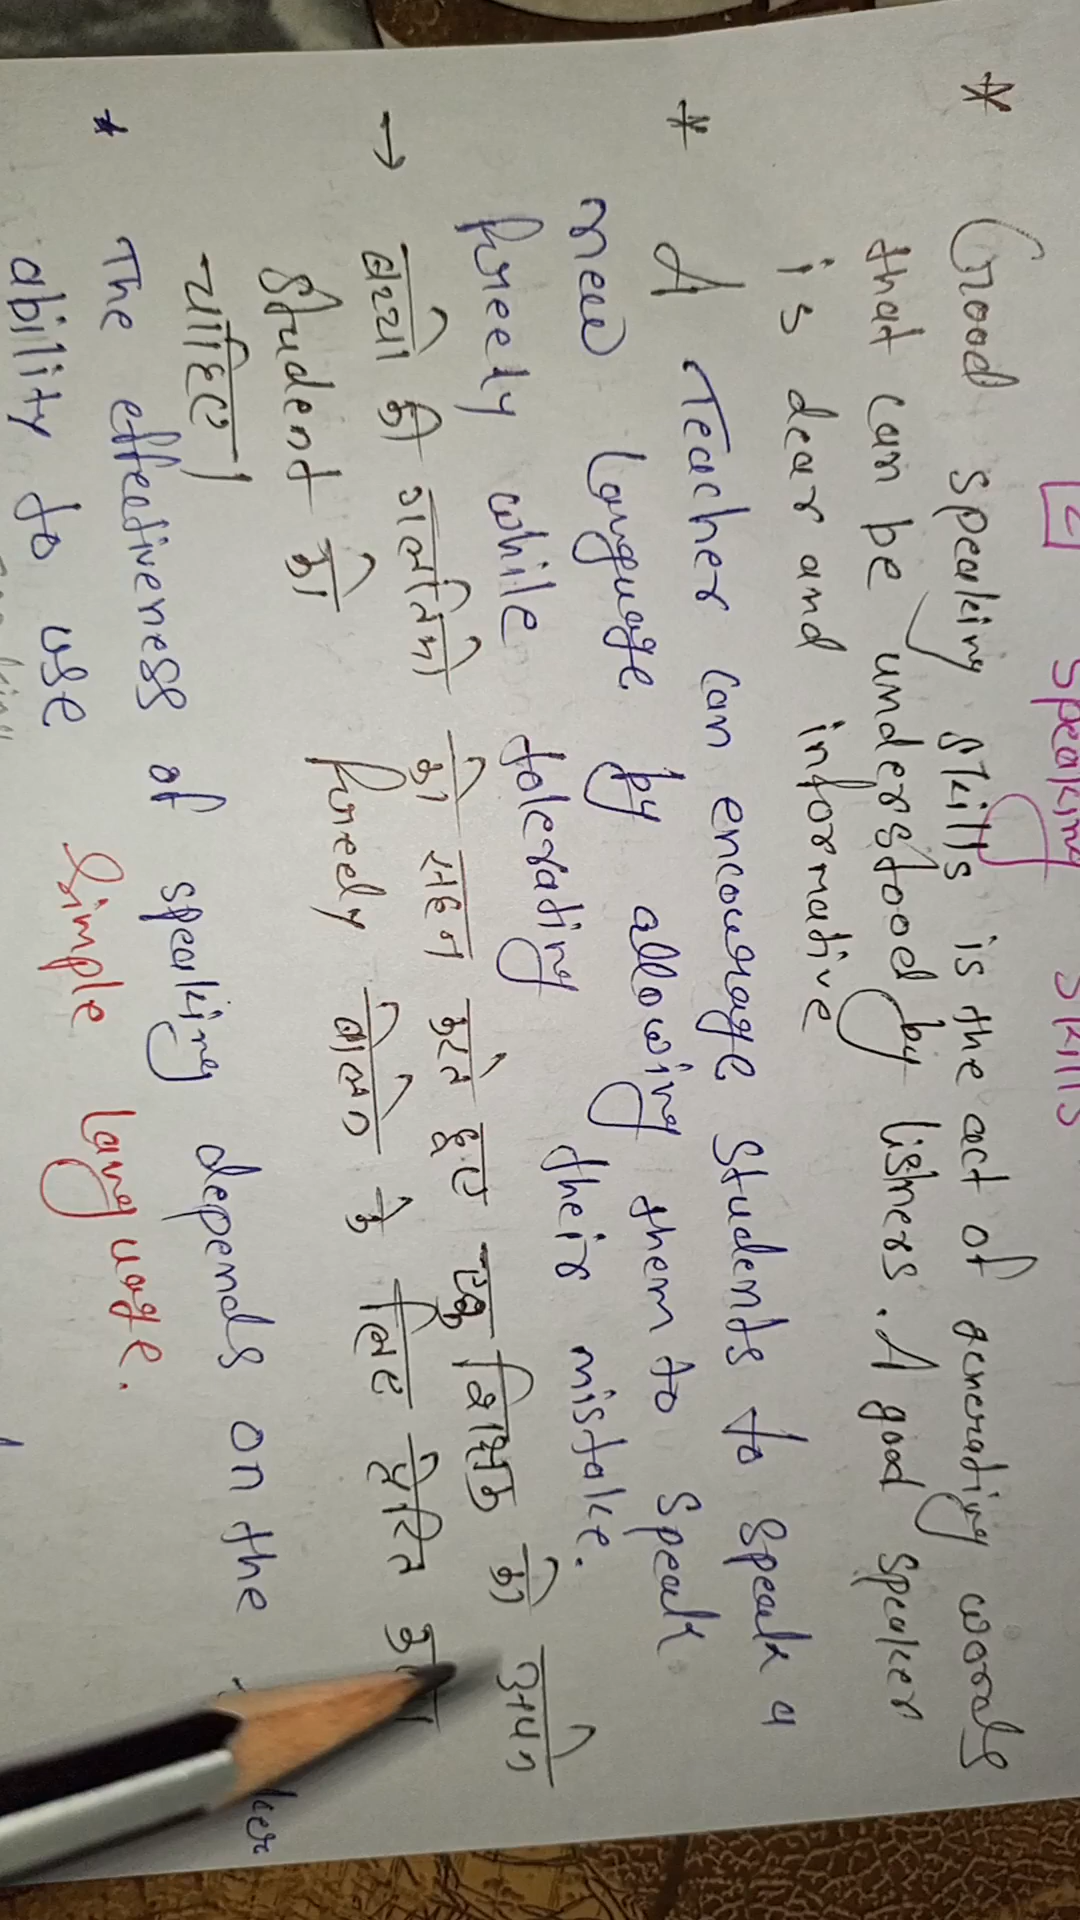 2 Speaking Skills
* Good speaking skills is the act of generating words
that can be understood by listners. A good speaker
is clear and informative
* A Teacher can encourage students to speak a
new language by allowing them to speak
freely while tolerating their mistake.
→ बच्चो की गलतियो को सहन करते हुए एक शिक्षक को अपने
student को freely बोलने के लिए प्रेरित
चाहिए।
* The effectiveness of speaking depends on the
ability to use simple language.